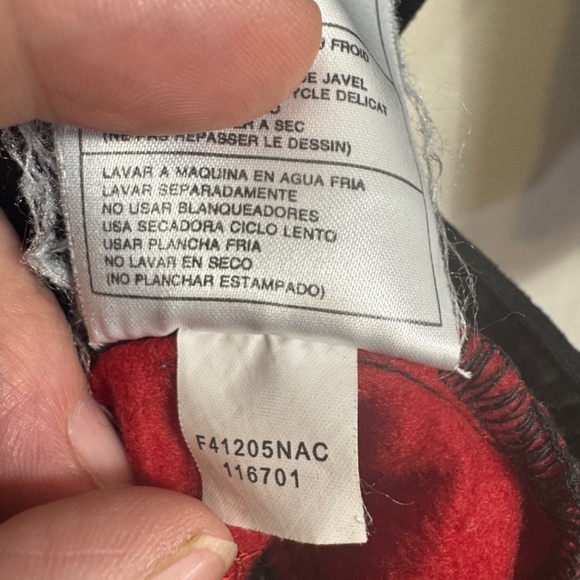 FROID
DE JAVEL
CYCLE DELICAT
A SEC
(NE PAS REPASSER LE DESSIN)
LAVAR A MAQUINA EN AGUA FRIA
LAVAR SEPARADAMENTE
NO USAR BLANQUEADORES
USA SECADORA CICLO LENTO
USAR PLANCHA FRIA
NO LAVAR EN SECO
(NO PLANCHAR ESTAMPADO)
F41205NAC
116701